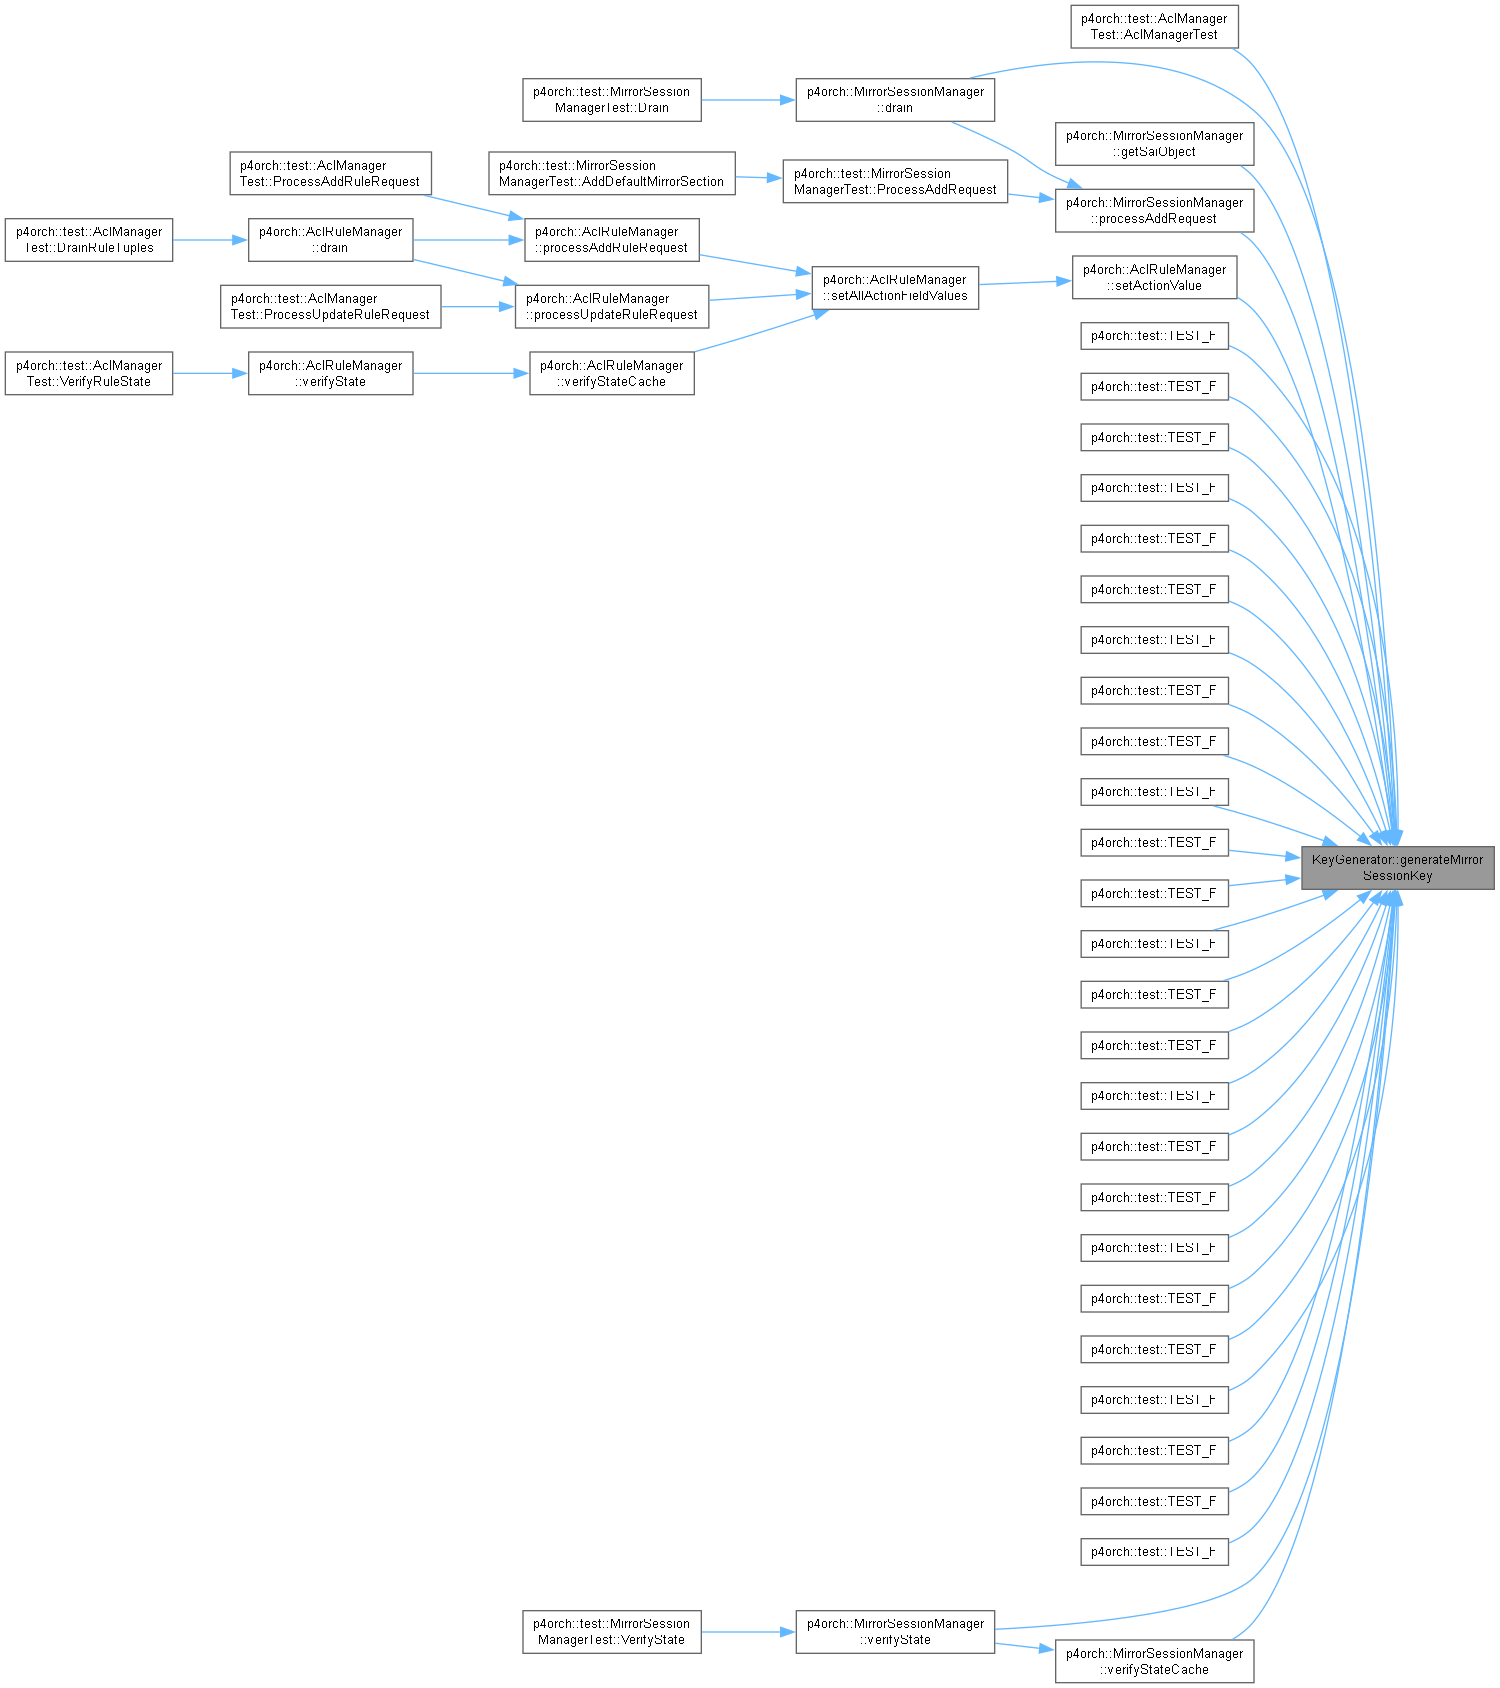 p4orch::test::AclManager
Test::AclManagerTest
p4orch::test::MirrorSession
ManagerTest::Drain
p4orch::MirrorSessionManager
::drain
p4orch::MirrorSessionManager
::getSaiObject
p4orch::test::AclManager
Test::ProcessAddRuleRequest
p4orch::test::MirrorSession
ManagerTest::AddDefaultMirrorSection
p4orch::test::MirrorSession
ManagerTest::ProcessAddRequest
p4orch::MirrorSessionManager
::processAddRequest
p4orch::test::AclManager
Test::DrainRuleTuples
p4orch::AclRuleManager
::drain
p4orch::AclRuleManager
::processAddRuleRequest
p4orch::AclRuleManager
::setAllActionFieldValues
p4orch::AclRuleManager
::setActionValue
p4orch::test::AclManager
Test::ProcessUpdateRuleRequest
p4orch::AclRuleManager
::processUpdateRuleRequest
p4orch::test::TEST_F
p4orch::test::AclManager
Test::VerifyRuleState
p4orch::AclRuleManager
::verifyState
p4orch::AclRuleManager
::verifyStateCache
p4orch::test::TEST_F
p4orch::test::TEST_F
p4orch::test::TEST_F
p4orch::test::TEST_F
p4orch::test::TEST_F
p4orch::test::TEST_F
p4orch::test::TEST_F
p4orch::test::TEST_F
p4orch::test::TEST_F
p4orch::test::TEST_F
KeyGenerator::generateMirror
SessionKey
p4orch::test::TEST_F
p4orch::test::TEST_F
p4orch::test::TEST_F
p4orch::test::TEST_F
p4orch::test::TEST_F
p4orch::test::TEST_F
p4orch::test::TEST_F
p4orch::test::TEST_F
p4orch::test::TEST_F
p4orch::test::TEST_F
p4orch::test::TEST_F
p4orch::test::TEST_F
p4orch::test::TEST_F
p4orch::test::TEST_F
p4orch::test::MirrorSession
ManagerTest::VerifyState
p4orch::MirrorSessionManager
::verifyState
p4orch::MirrorSessionManager
::verifyStateCache